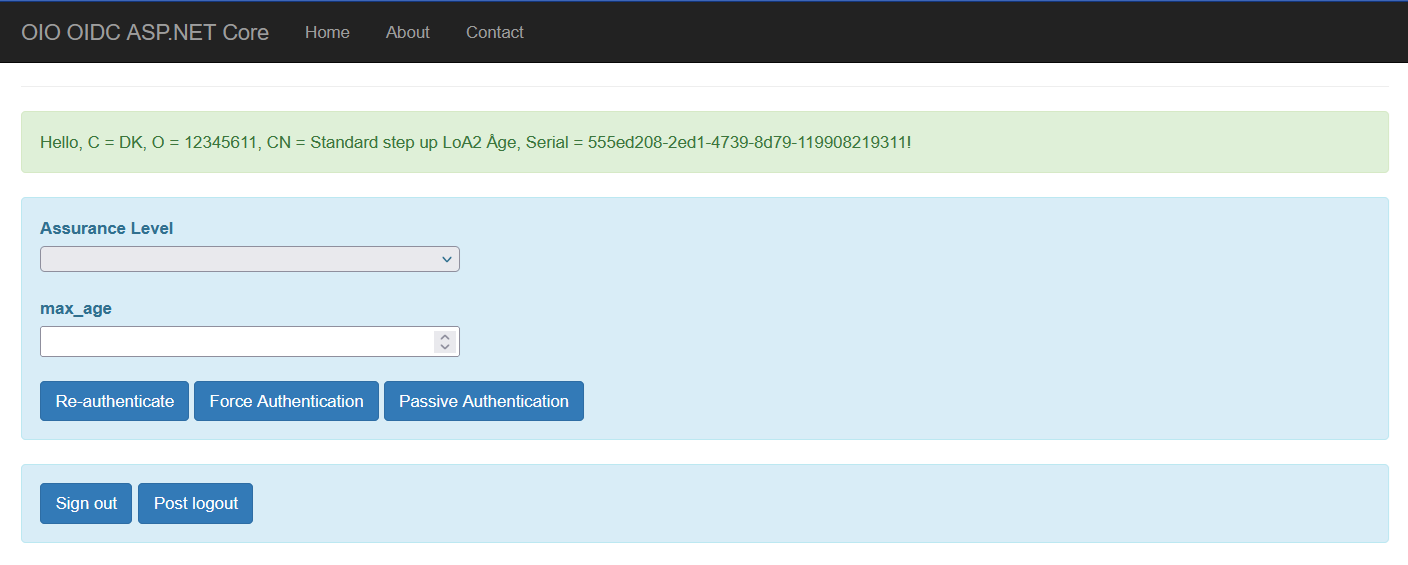 OIO OIDC ASP.NET Core Home About Contact
Hello, C = DK, O = 12345611, CN = Standard step up LoA2 Åge, Serial = 555ed208-2ed1-4739-8d79-119908219311!
Assurance Level
max_age
Re-authenticate Force Authentication Passive Authentication
Sign out Post logout